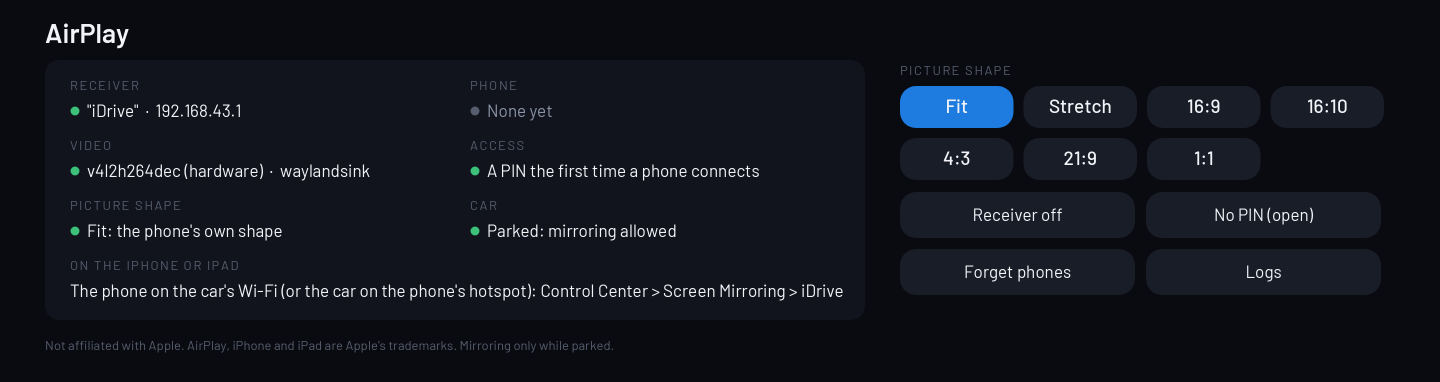 AirPlay
RECEIVER
"iDrive" · 192.168.43.1
PHONE
None yet
VIDEO
v4l2h264dec (hardware) · waylandsink
ACCESS
A PIN the first time a phone connects
PICTURE SHAPE
Fit: the phone's own shape
CAR
Parked: mirroring allowed
ON THE IPHONE OR IPAD
The phone on the car's Wi-Fi (or the car on the phone's hotspot): Control Center > Screen Mirroring > iDrive
Not affiliated with Apple. AirPlay, iPhone and iPad are Apple's trademarks. Mirroring only while parked.
PICTURE SHAPE
Fit
Stretch
16:9
16:10
4:3
21:9
1:1
Receiver off
No PIN (open)
Forget phones
Logs